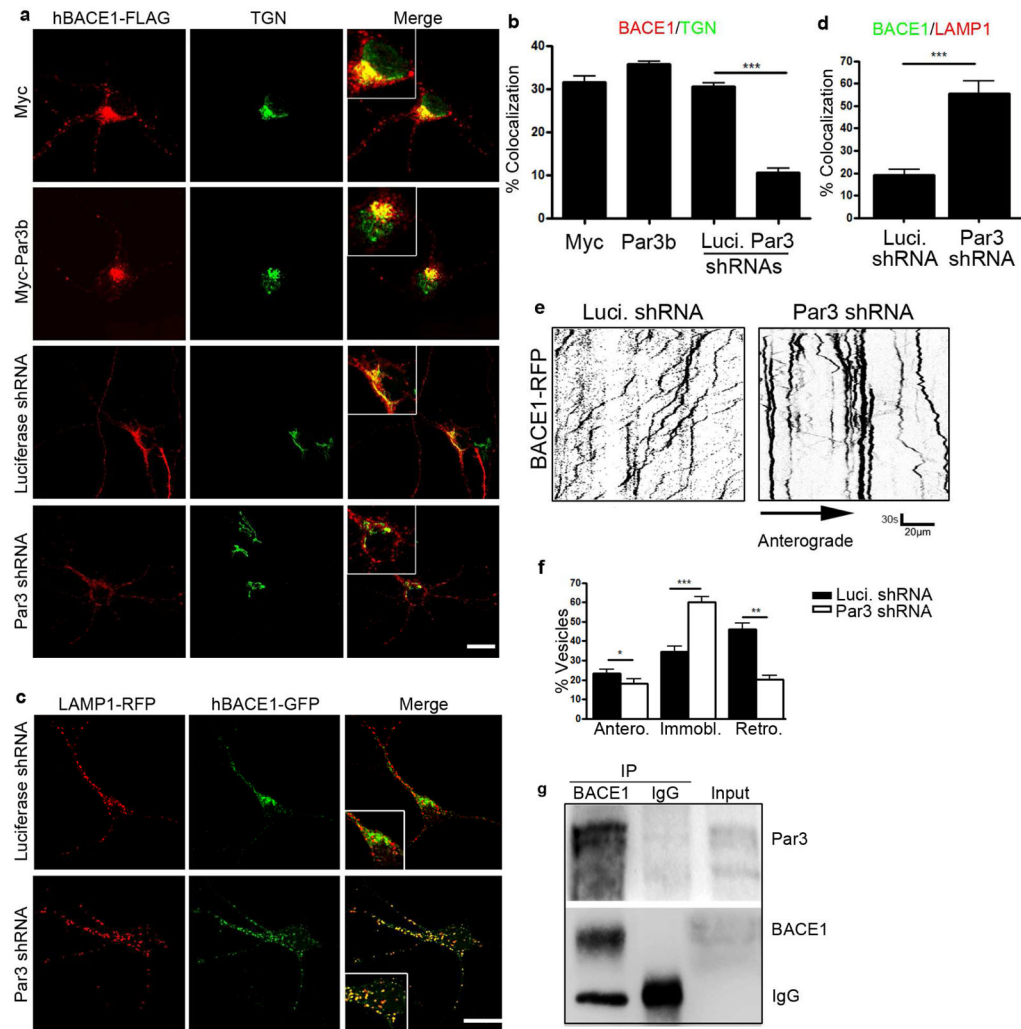 a
hBACE1-FLAG TGN Merge
Myc
Myc-Par3b
Luciferase shRNA
Par3 shRNA
b
BACE1/TGN
***
% Colocalization
40
30
20
10
0
Myc Par3b Luci. Par3
shRNAs
c
LAMP1-RFP hBACE1-GFP Merge
Luciferase shRNA
Par3 shRNA
d
BACE1/LAMP1
***
% Colocalization
70
60
50
40
30
20
10
0
Luci. Par3
shRNA shRNA
e
Luci. shRNA Par3 shRNA
BACE1-RFP
Anterograde
30s
20µm
f
% Vesicles
70
60
50
40
30
20
10
0
*
***
**
Luci. shRNA
Par3 shRNA
Antero. Immobl. Retro.
g
IP
BACE1 IgG Input
Par3
BACE1
IgG